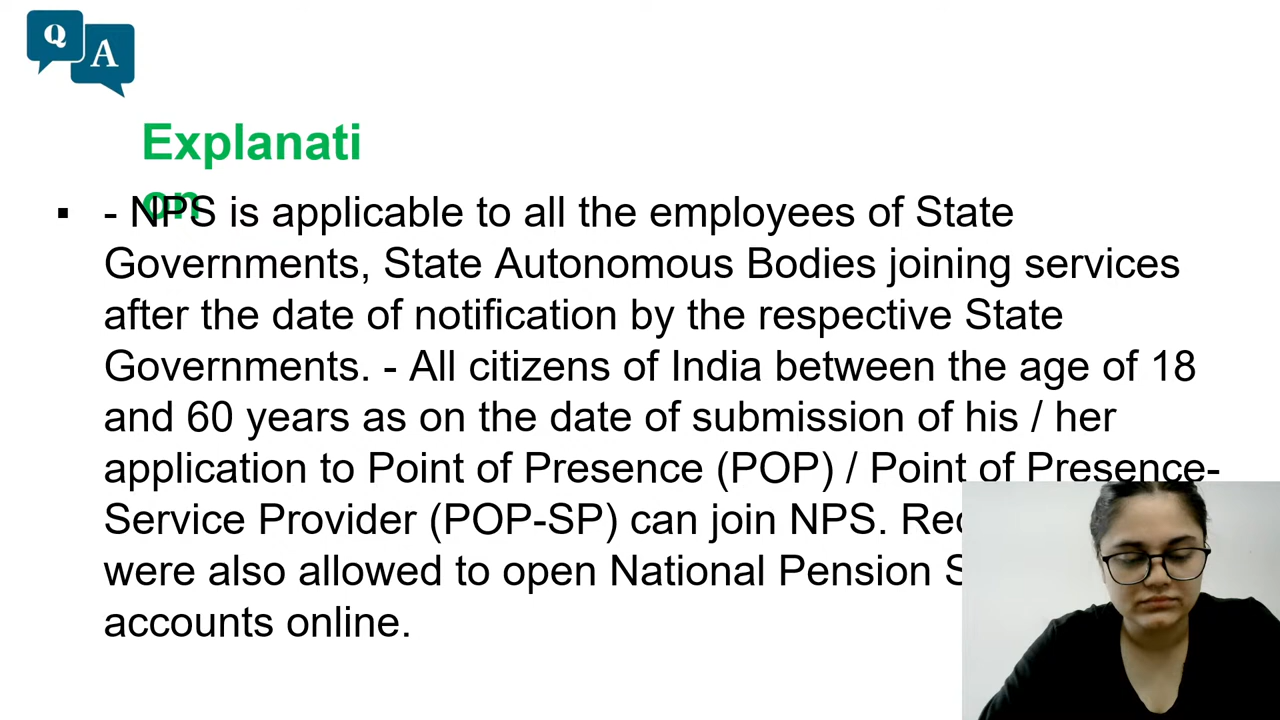 Q
A
Explanati
on
▪ - NPS is applicable to all the employees of State
Governments, State Autonomous Bodies joining services
after the date of notification by the respective State
Governments. - All citizens of India between the age of 18
and 60 years as on the date of submission of his / her
application to Point of Presence (POP) / Point of Presence-
Service Provider (POP-SP) can join NPS.
were also allowed to open National Pension
accounts online.